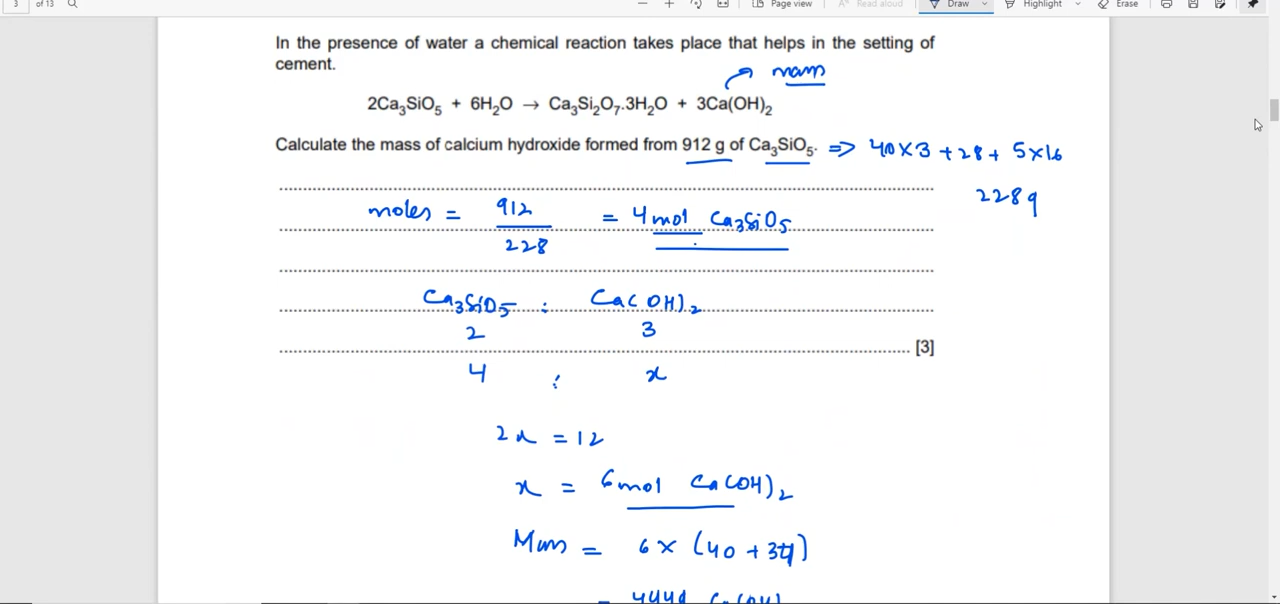 3 of 13 Page view Read aloud Draw Highlight Erase
In the presence of water a chemical reaction takes place that helps in the setting of
cement.
mass
2Ca₃SiO₅ + 6H₂O → Ca₃Si₂O₇.3H₂O + 3Ca(OH)₂
Calculate the mass of calcium hydroxide formed from 912 g of Ca₃SiO₅. ⇒ 40×3 + 28 + 5×16
228g
moles = 912 / 228 = 4 mol Ca₃SiO₅
Ca₃SiO₅ : Ca(OH)₂
2 3
[3]
4 : x
2x = 12
x = 6 mol Ca(OH)₂
Mass = 6 × (40 + 34)